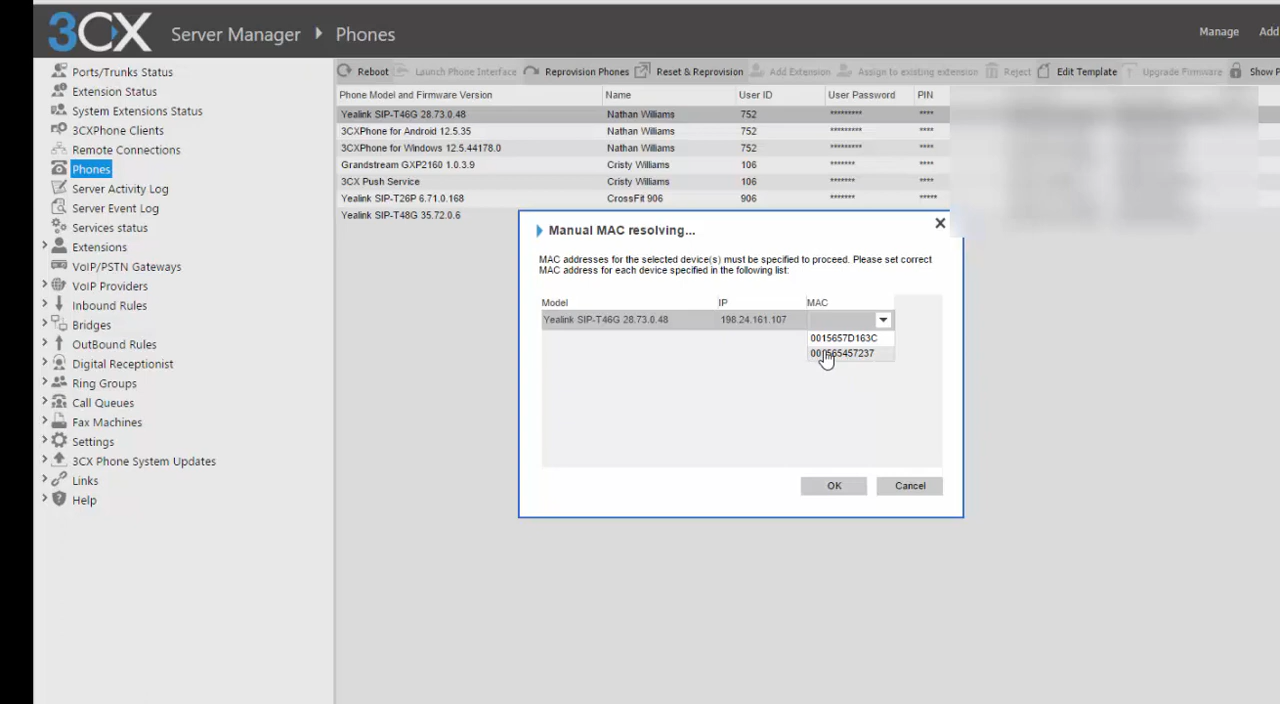 3CX Server Manager Phones Manage Add
Ports/Trunks Status
Extension Status
System Extensions Status
3CXPhone Clients
Remote Connections
Phones
Server Activity Log
Server Event Log
Services status
Extensions
VoIP/PSTN Gateways
VoIP Providers
Inbound Rules
Bridges
OutBound Rules
Digital Receptionist
Ring Groups
Call Queues
Fax Machines
Settings
3CX Phone System Updates
Links
Help
Reboot Launch Phone Interface Reprovision Phones Reset & Reprovision Add Extension Assign to existing extension Reject Edit Template Upgrade Firmware Show P
Phone Model and Firmware Version Name User ID User Password PIN
Yealink SIP-T46G 28.73.0.48 Nathan Williams 752 ********* ****
3CXPhone for Android 12.5.35 Nathan Williams 752 ********* ****
3CXPhone for Windows 12.5.44178.0 Nathan Williams 752 ********* ****
Grandstream GXP2160 1.0.3.9 Cristy Williams 106 ******* ****
3CX Push Service Cristy Williams 106 ******* ****
Yealink SIP-T26P 6.71.0.168 CrossFit 906 906 ******* *****
Yealink SIP-T48G 35.72.0.6
Manual MAC resolving...
MAC addresses for the selected device(s) must be specified to proceed. Please set correct
MAC address for each device specified in the following list:
Model IP MAC
Yealink SIP-T46G 28.73.0.48 198.24.161.107
0015657D163C
OK Cancel